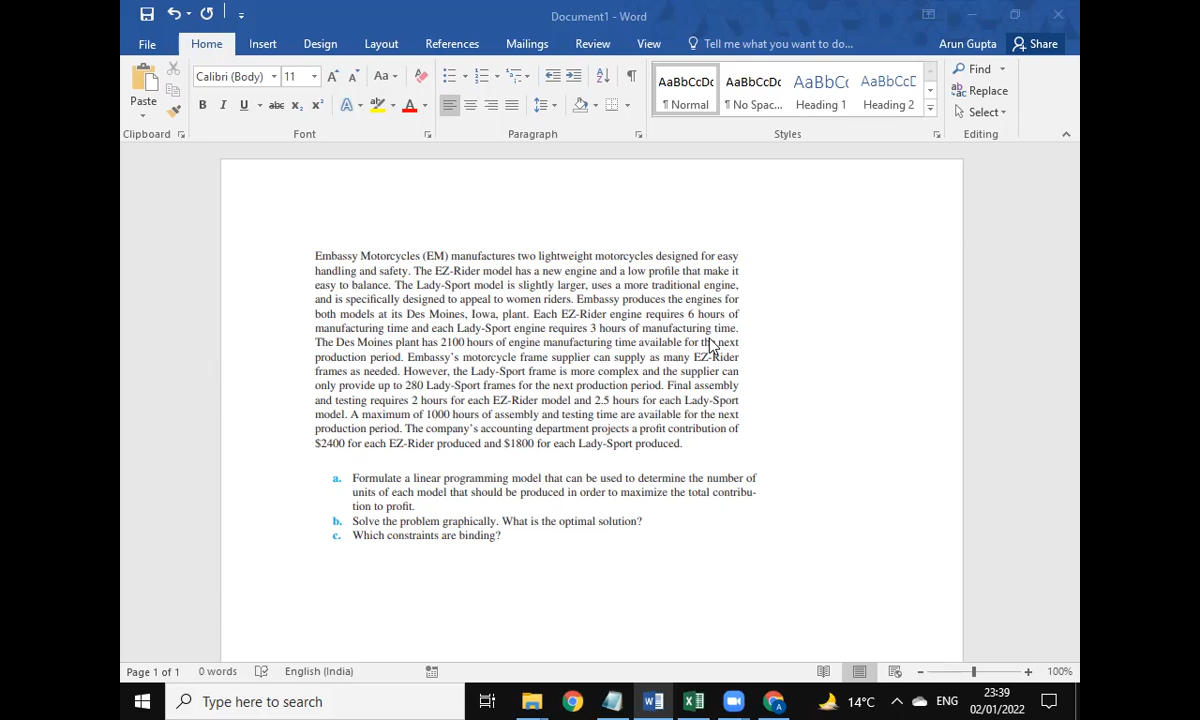 Document1 - Word
File Home Insert Design Layout References Mailings Review View Tell me what you want to do... Arun Gupta Share
Paste
Calibri (Body) 11 A A Aa
B I U abc x₂ x² A A
AaBbCcDc AaBbCcDc AaBbCc AaBbCcD
¶ Normal ¶ No Spac... Heading 1 Heading 2
Find
Replace
Select
Clipboard Font Paragraph Styles Editing
Embassy Motorcycles (EM) manufactures two lightweight motorcycles designed for easy
handling and safety. The EZ-Rider model has a new engine and a low profile that make it
easy to balance. The Lady-Sport model is slightly larger, uses a more traditional engine,
and is specifically designed to appeal to women riders. Embassy produces the engines for
both models at its Des Moines, Iowa, plant. Each EZ-Rider engine requires 6 hours of
manufacturing time and each Lady-Sport engine requires 3 hours of manufacturing time.
The Des Moines plant has 2100 hours of engine manufacturing time available for the next
production period. Embassy's motorcycle frame supplier can supply as many EZ-Rider
frames as needed. However, the Lady-Sport frame is more complex and the supplier can
only provide up to 280 Lady-Sport frames for the next production period. Final assembly
and testing requires 2 hours for each EZ-Rider model and 2.5 hours for each Lady-Sport
model. A maximum of 1000 hours of assembly and testing time are available for the next
production period. The company's accounting department projects a profit contribution of
$2400 for each EZ-Rider produced and $1800 for each Lady-Sport produced.
a. Formulate a linear programming model that can be used to determine the number of
units of each model that should be produced in order to maximize the total contribu-
tion to profit.
b. Solve the problem graphically. What is the optimal solution?
c. Which constraints are binding?
Page 1 of 1 0 words English (India) 100%
Type here to search 14°C ENG 23:39
02/01/2022